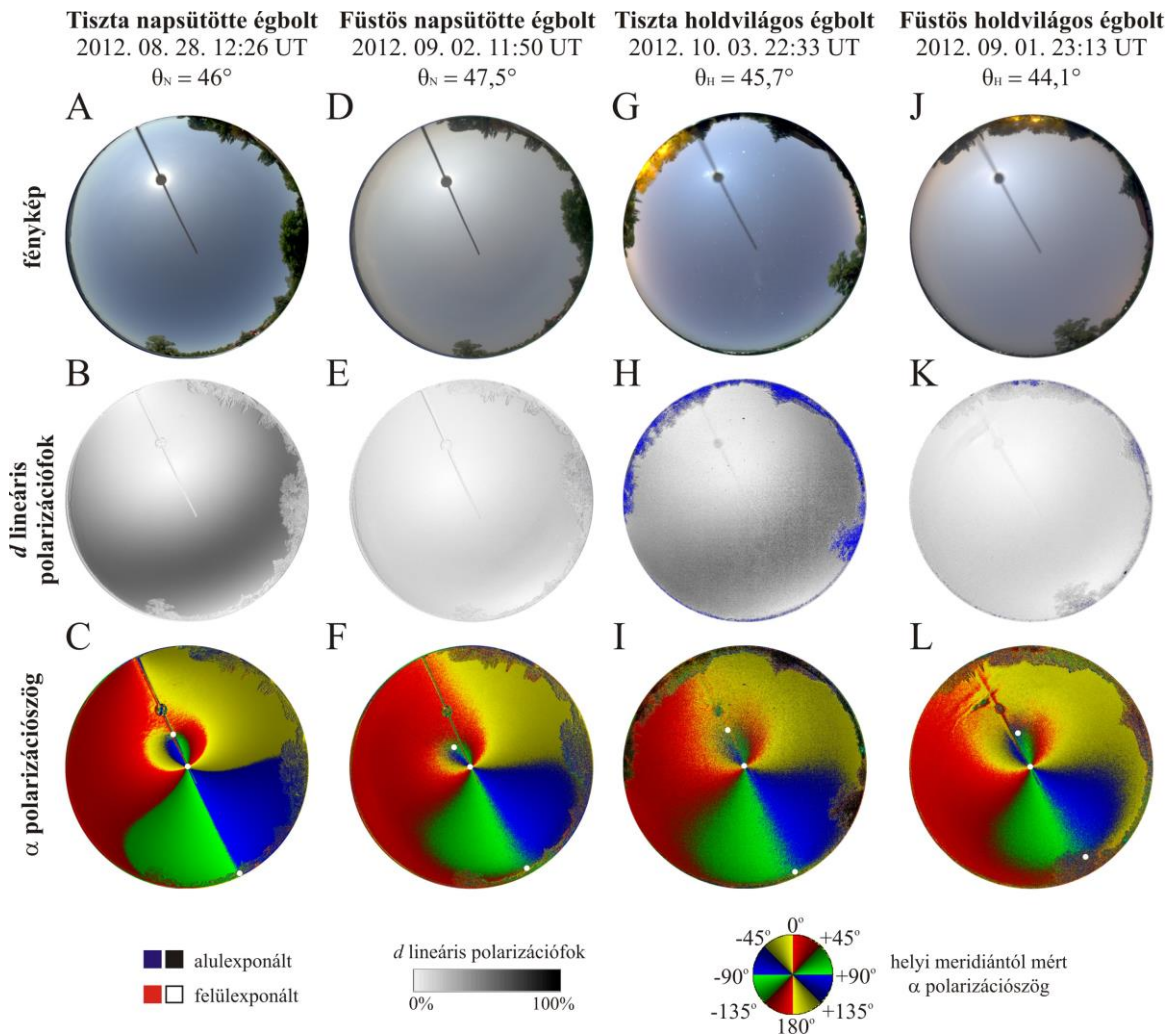 Tiszta napsütötte égbolt
2012. 08. 28. 12:26 UT
θN = 46°
Füstös napsütötte égbolt
2012. 09. 02. 11:50 UT
θN = 47,5°
Tiszta holdvilágos égbolt
2012. 10. 03. 22:33 UT
θH = 45,7°
Füstös holdvilágos égbolt
2012. 09. 01. 23:13 UT
θH = 44,1°
fénykép
A
D
G
J
d lineáris
polarizációfok
B
E
H
K
α polarizációszög
C
F
I
L
alulexponált
felülexponált
d lineáris polarizációfok
0%
100%
0°
-45°
+45°
-90°
+90°
-135°
+135°
180°
helyi meridiántól mért
α polarizációszög